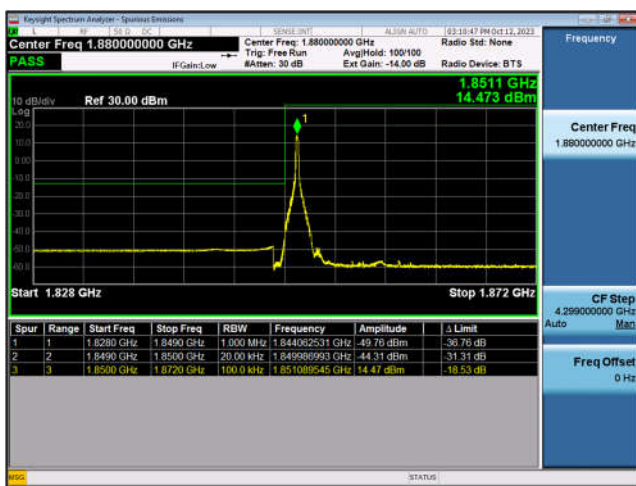 Keysight Spectrum Analyzer - Spurious Emissions
L RF 50 Ω DC SENSE:INT ALIGN AUTO 03:10:47 PM Oct 12, 2023
Center Freq 1.880000000 GHz Center Freq: 1.880000000 GHz Radio Std: None Frequency
Trig: Free Run Avg|Hold: 100/100
PASS IFGain:Low #Atten: 30 dB Ext Gain: -14.00 dB Radio Device: BTS
1.8511 GHz
10 dB/div Ref 30.00 dBm 14.473 dBm
Log
20.0
10.0
0.0
-10.0
-20.0
-30.0
-40.0
-50.0
-60.0
1
Start 1.828 GHz Stop 1.872 GHz
Center Freq
1.880000000 GHz
CF Step
4.299000000 GHz
Auto Man
Freq Offset
0 Hz
Spur Range Start Freq Stop Freq RBW Frequency Amplitude Δ Limit
1 1 1.8280 GHz 1.8490 GHz 1.000 MHz 1.844062531 GHz -49.76 dBm -36.76 dB
2 2 1.8490 GHz 1.8500 GHz 20.00 kHz 1.849986993 GHz -44.31 dBm -31.31 dB
3 3 1.8500 GHz 1.8720 GHz 100.0 kHz 1.851089545 GHz 14.47 dBm -18.53 dB
MSG STATUS